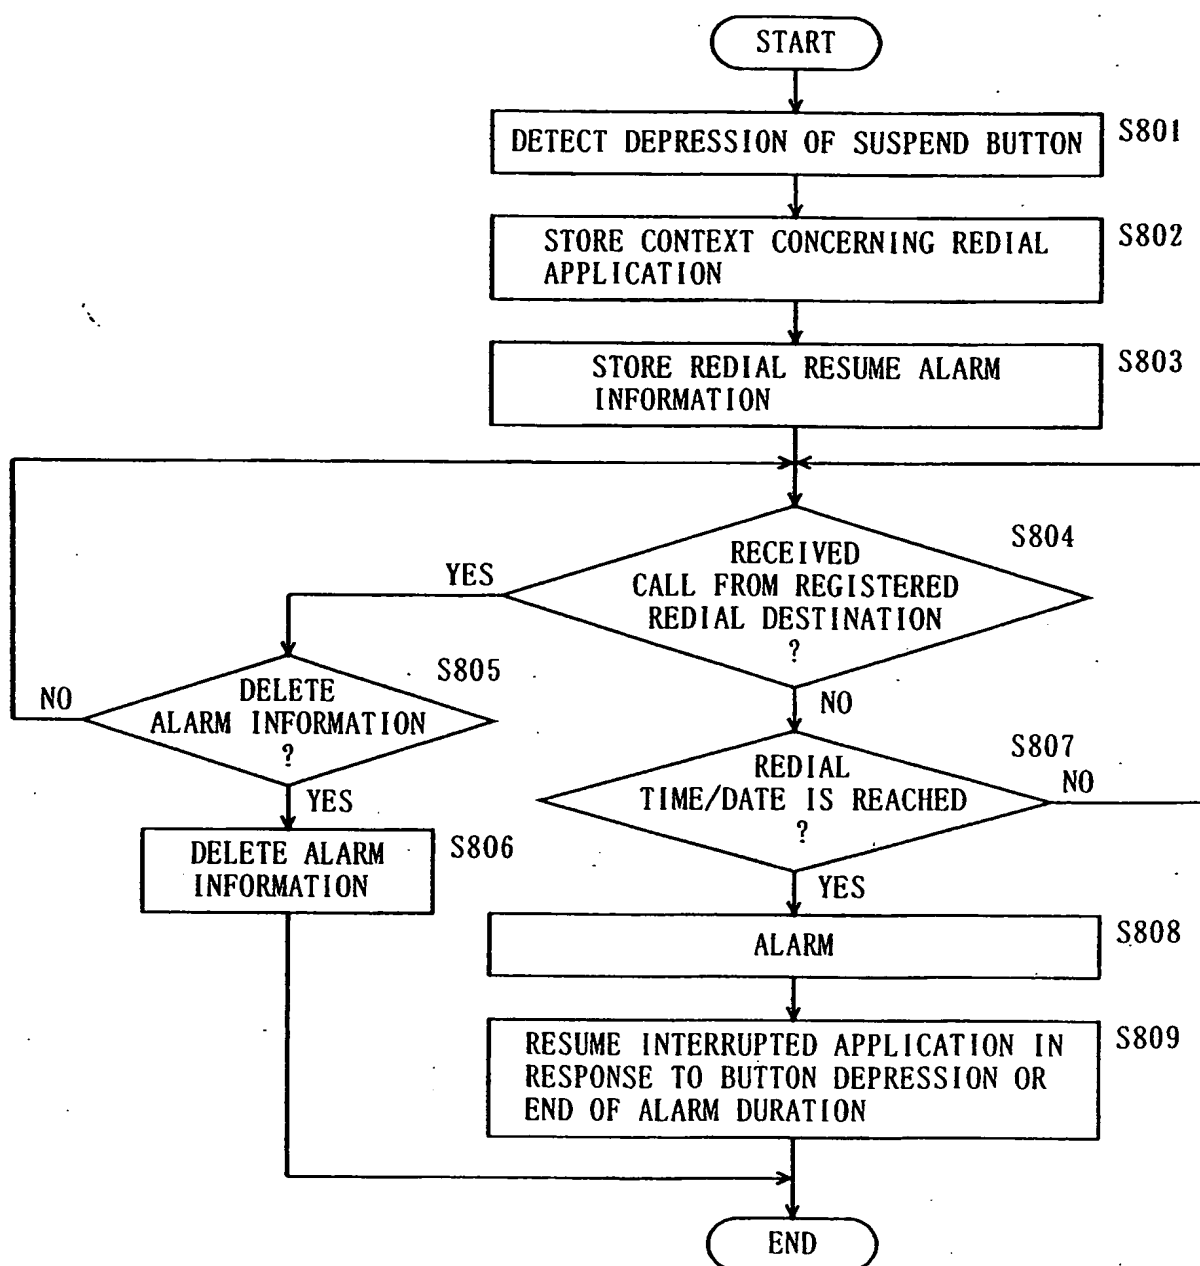 START
DETECT DEPRESSION OF SUSPEND BUTTON
S801
STORE CONTEXT CONCERNING REDIAL
APPLICATION
S802
STORE REDIAL RESUME ALARM
INFORMATION
S803
RECEIVED
CALL FROM REGISTERED
REDIAL DESTINATION
?
S804
YES
NO
DELETE
ALARM INFORMATION
?
S805
NO
YES
DELETE ALARM
INFORMATION
S806
REDIAL
TIME/DATE IS REACHED
?
S807
NO
YES
ALARM
S808
RESUME INTERRUPTED APPLICATION IN
RESPONSE TO BUTTON DEPRESSION OR
END OF ALARM DURATION
S809
END